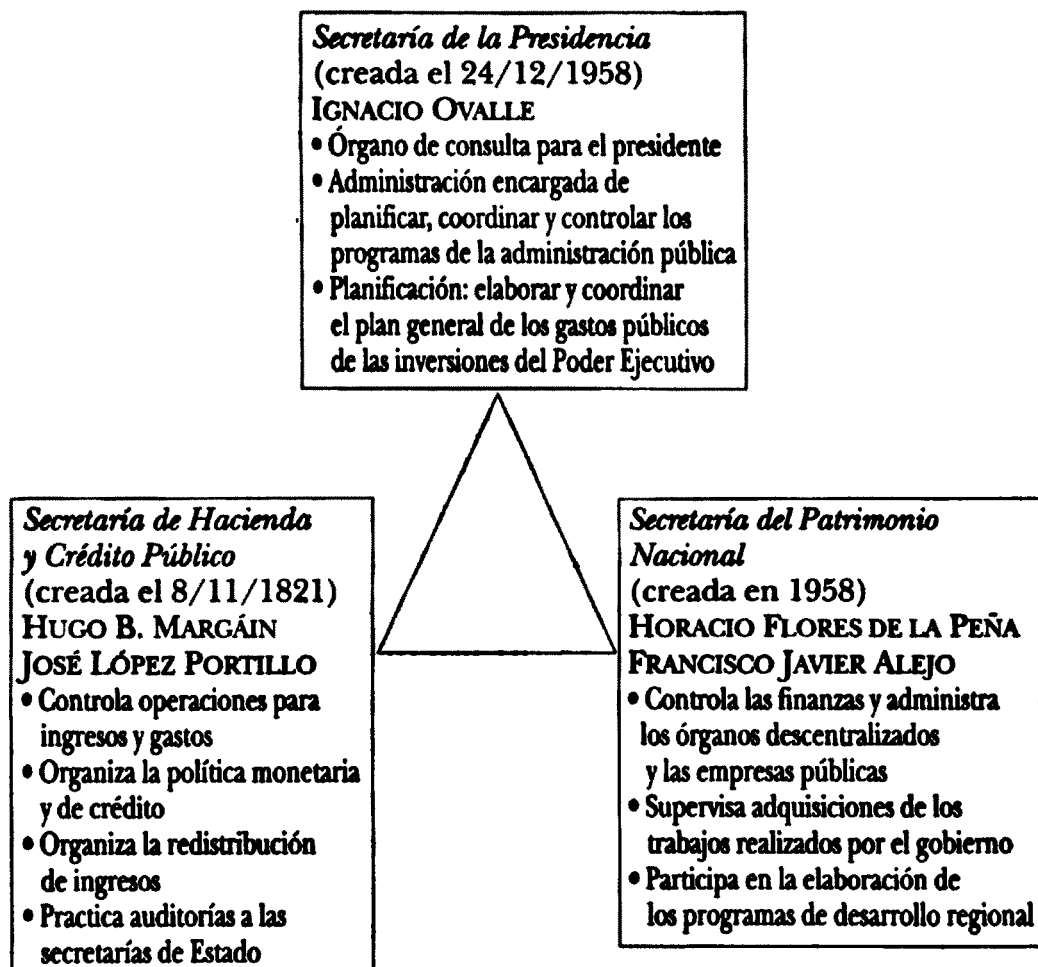 Secretaría de la Presidencia
(creada el 24/12/1958)
IGNACIO OVALLE
• Órgano de consulta para el presidente
• Administración encargada de
planificar, coordinar y controlar los
programas de la administración pública
• Planificación: elaborar y coordinar
el plan general de los gastos públicos
de las inversiones del Poder Ejecutivo
Secretaría de Hacienda
y Crédito Público
(creada el 8/11/1821)
HUGO B. MARGÁIN
JOSÉ LÓPEZ PORTILLO
• Controla operaciones para
ingresos y gastos
• Organiza la política monetaria
y de crédito
• Organiza la redistribución
de ingresos
• Practica auditorías a las
secretarías de Estado
Secretaría del Patrimonio
Nacional
(creada en 1958)
HORACIO FLORES DE LA PEÑA
FRANCISCO JAVIER ALEJO
• Controla las finanzas y administra
los órganos descentralizados
y las empresas públicas
• Supervisa adquisiciones de los
trabajos realizados por el gobierno
• Participa en la elaboración de
los programas de desarrollo regional